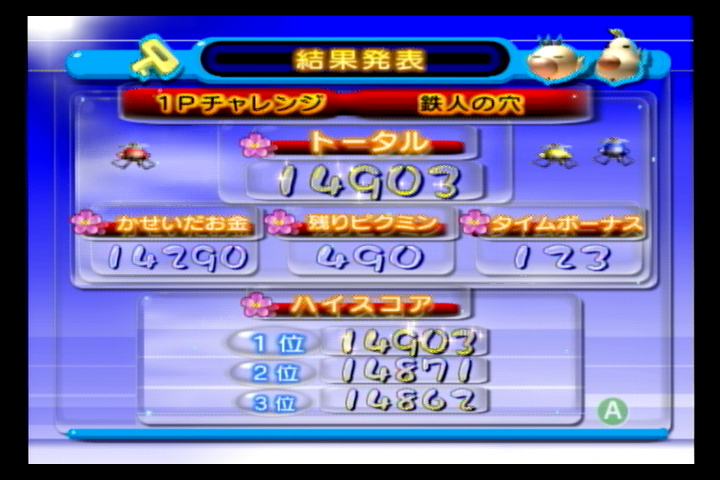 結果発表
1Pチャレンジ 鉄人の穴
トータル
14903
かせいだお金 残りピクミン タイムボーナス
14290 490 123
ハイスコア
1位 14903
2位 14871
3位 14862
A